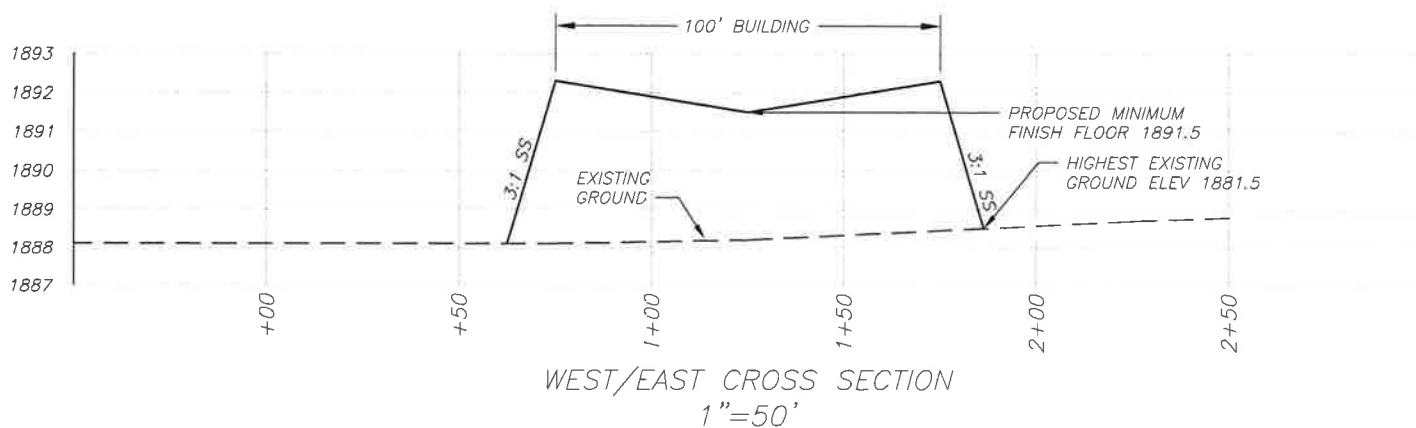 100' BUILDING
1893
1892
1891
1890
1889
1888
1887
PROPOSED MINIMUM
FINISH FLOOR 1891.5
3:1 SS
3:1 SS
HIGHEST EXISTING
GROUND ELEV 1881.5
EXISTING
GROUND
+00
+50
1+00
1+50
2+00
2+50
WEST/EAST CROSS SECTION
1"=50'